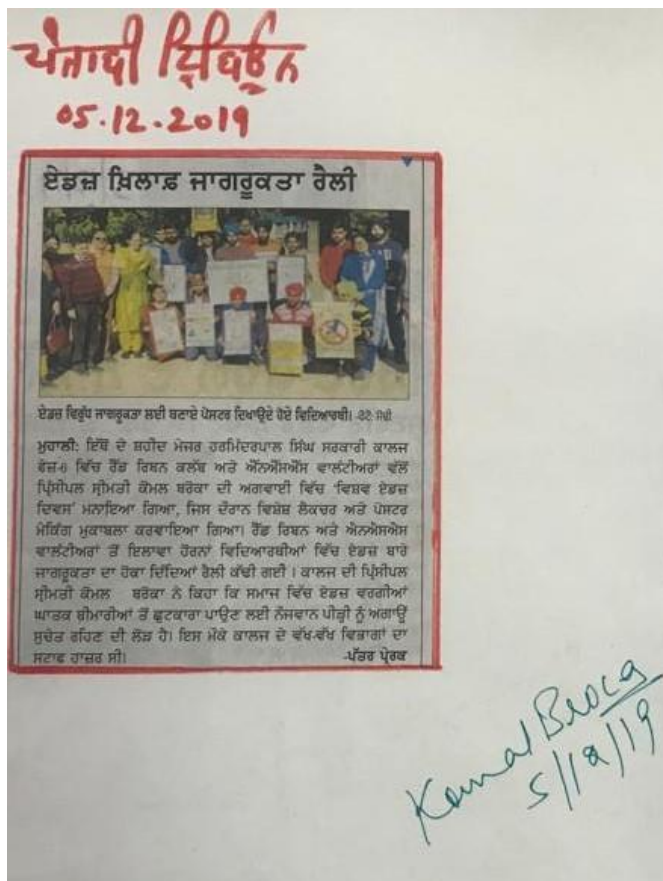 ਪੰਜਾਬੀ ਟ੍ਰਿਬਿਊਨ
05.12.2019
ਏਡਜ਼ ਖ਼ਿਲਾਫ਼ ਜਾਗਰੂਕਤਾ ਰੈਲੀ
ਏਡਜ਼ ਵਿਰੁੱਧ ਜਾਗਰੂਕਤਾ ਲਈ ਬਣਾਏ ਪੋਸਟਰ ਦਿਖਾਉਂਦੇ ਹੋਏ ਵਿਦਿਆਰਥੀ। -ਫੋਟੋ: ਸੋਢੀ
ਮੁਹਾਲੀ: ਇੱਥੋਂ ਦੇ ਸ਼ਹੀਦ ਮੇਜਰ ਹਰਮਿੰਦਰਪਾਲ ਸਿੰਘ ਸਰਕਾਰੀ ਕਾਲਜ
ਫੇਜ਼-6 ਵਿੱਚ ਰੈੱਡ ਰਿਬਨ ਕਲੱਬ ਅਤੇ ਐੱਨਐੱਸਐੱਸ ਵਾਲੰਟੀਅਰਾਂ ਵੱਲੋਂ
ਪ੍ਰਿੰਸੀਪਲ ਸ੍ਰੀਮਤੀ ਕੋਮਲ ਬਰੋਕਾ ਦੀ ਅਗਵਾਈ ਵਿੱਚ 'ਵਿਸ਼ਵ ਏਡਜ਼
ਦਿਵਸ' ਮਨਾਇਆ ਗਿਆ, ਜਿਸ ਦੌਰਾਨ ਵਿਸ਼ੇਸ਼ ਲੈਕਚਰ ਅਤੇ ਪੋਸਟਰ
ਮੇਕਿੰਗ ਮੁਕਾਬਲਾ ਕਰਵਾਇਆ ਗਿਆ। ਰੈੱਡ ਰਿਬਨ ਅਤੇ ਐਨਐਸਐਸ
ਵਾਲੰਟੀਅਰਾਂ ਤੋਂ ਇਲਾਵਾ ਹੋਰਨਾਂ ਵਿਦਿਆਰਥੀਆਂ ਵਿੱਚ ਏਡਜ਼ ਬਾਰੇ
ਜਾਗਰੂਕਤਾ ਦਾ ਹੋਕਾ ਦਿੰਦਿਆਂ ਰੈਲੀ ਕੱਢੀ ਗਈ । ਕਾਲਜ ਦੀ ਪ੍ਰਿੰਸੀਪਲ
ਸ੍ਰੀਮਤੀ ਕੋਮਲ ਬਰੋਕਾ ਨੇ ਕਿਹਾ ਕਿ ਸਮਾਜ ਵਿੱਚ ਏਡਜ਼ ਵਰਗੀਆਂ
ਘਾਤਕ ਬੀਮਾਰੀਆਂ ਤੋਂ ਛੁਟਕਾਰਾ ਪਾਉਣ ਲਈ ਨੌਜਵਾਨ ਪੀੜ੍ਹੀ ਨੂੰ ਅਗਾਊਂ
ਸੁਚੇਤ ਰਹਿਣ ਦੀ ਲੋੜ ਹੈ। ਇਸ ਮੌਕੇ ਕਾਲਜ ਦੇ ਵੱਖ-ਵੱਖ ਵਿਭਾਗਾਂ ਦਾ
ਸਟਾਫ ਹਾਜ਼ਰ ਸੀ। -ਪੱਤਰ ਪ੍ਰੇਰਕ
Komal Broca
5/12/19